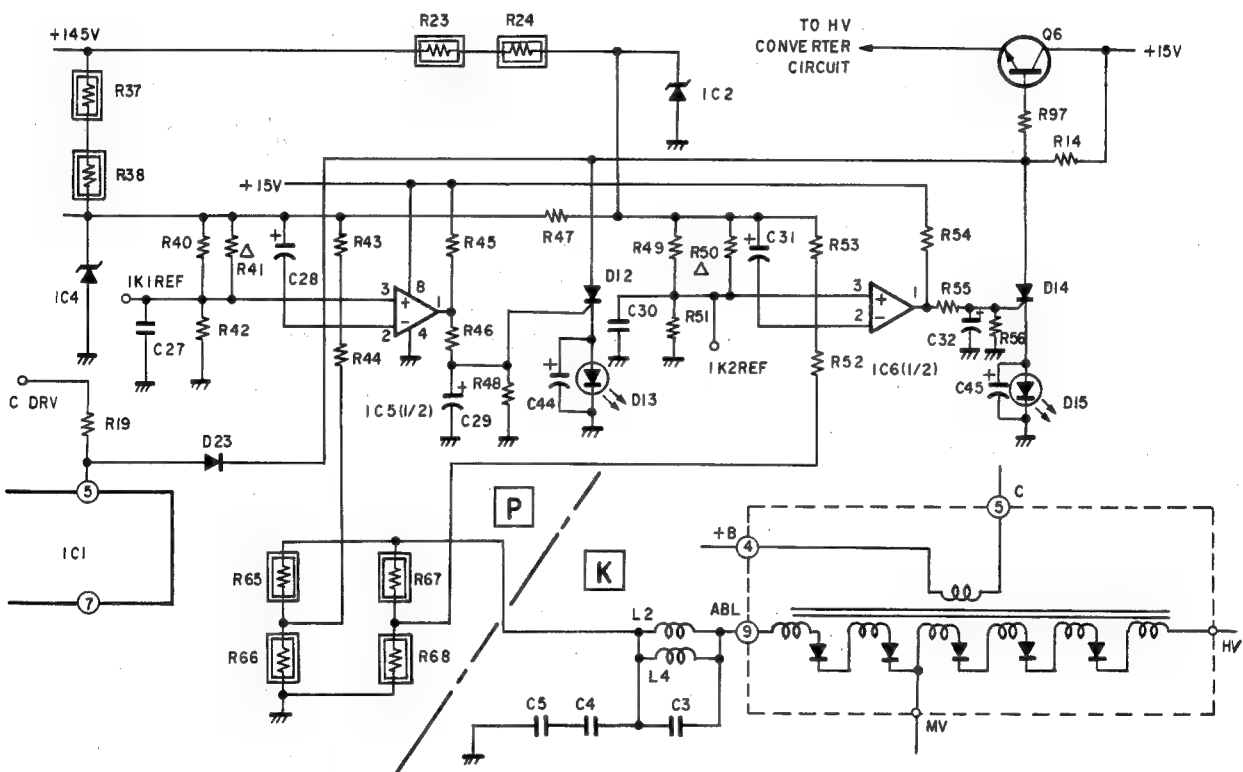 +145V
R23
R24
TO HV
CONVERTER
CIRCUIT
Q6
+15V
R37
IC2
R97
R14
R38
+15V
R40
R41
C28
R43
R45
R47
R49
R50
C31
R53
R54
IC4
IK1REF
3
8
1
+
-
2
4
D12
3
1
+
-
2
R55
D14
C27
R42
R46
C30
R51
IK2REF
C32
R56
R44
R52
IC6(1/2)
C DRV
R19
IC5(1/2)
C29
R48
C44
D13
C45
D15
D23
5
IC1
7
P
K
C
5
+B
4
R65
R67
L2
ABL
9
HV
R66
R68
L4
C5
C4
C3
MV